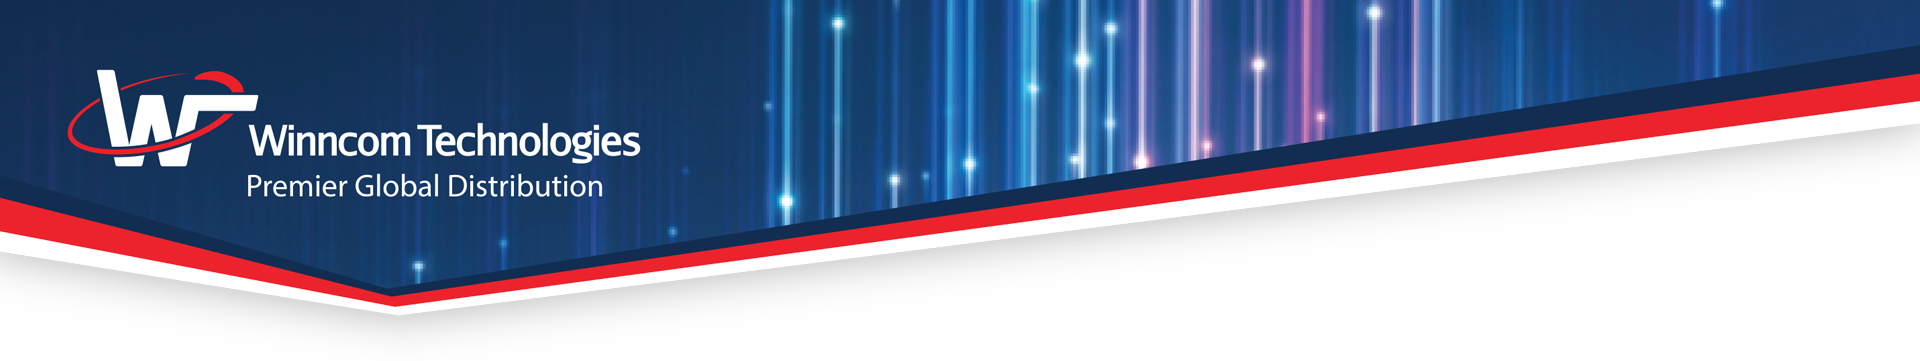 Winncom Technologies
Premier Global Distribution